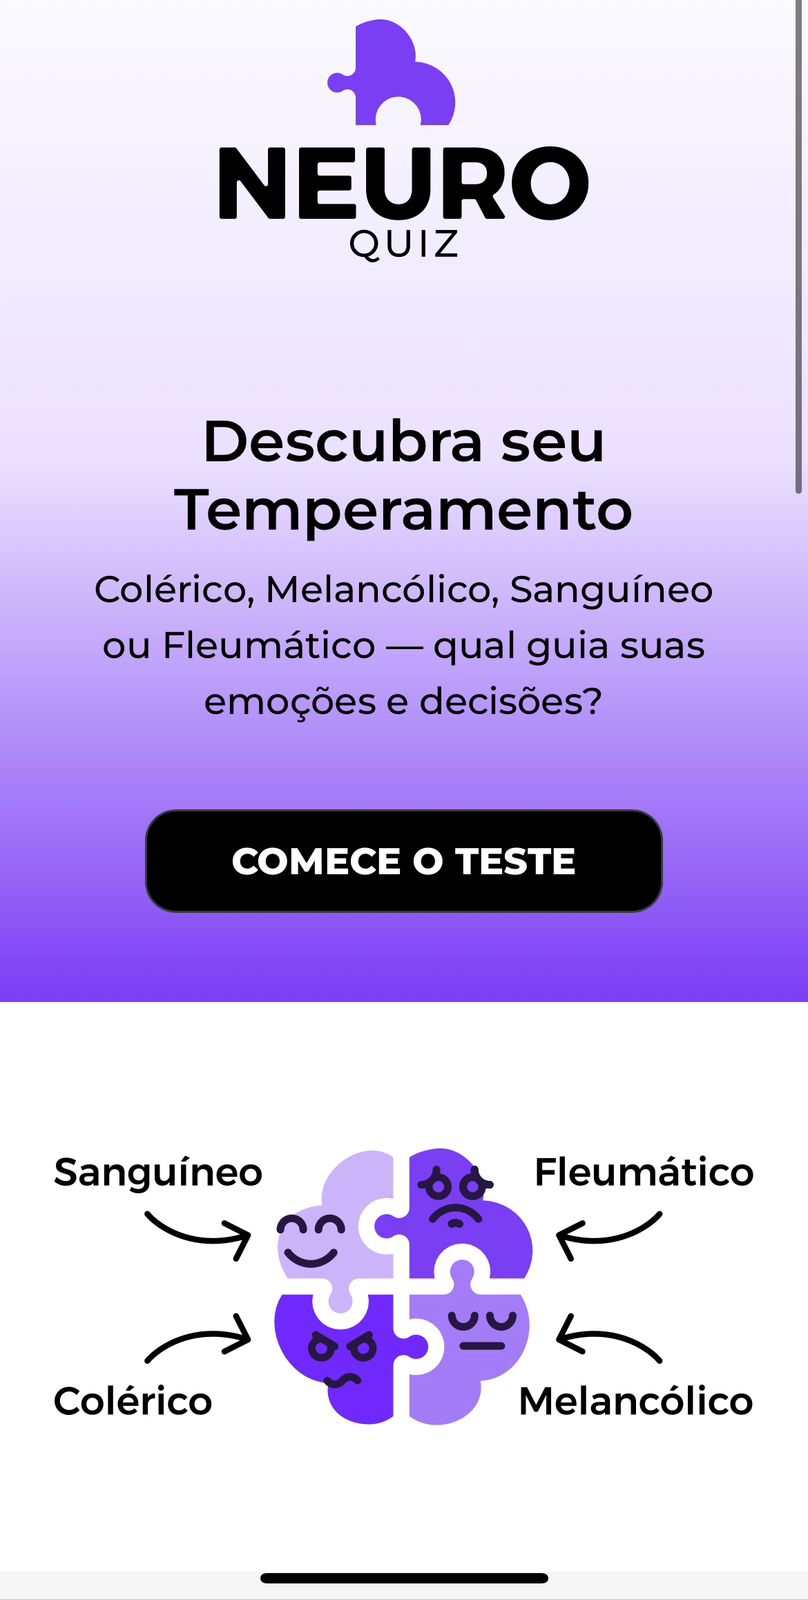 NEURO
QUIZ
Descubra seu
Temperamento
Colérico, Melancólico, Sanguíneo
ou Fleumático — qual guia suas
emoções e decisões?
COMECE O TESTE
Sanguíneo
Fleumático
Colérico
Melancólico